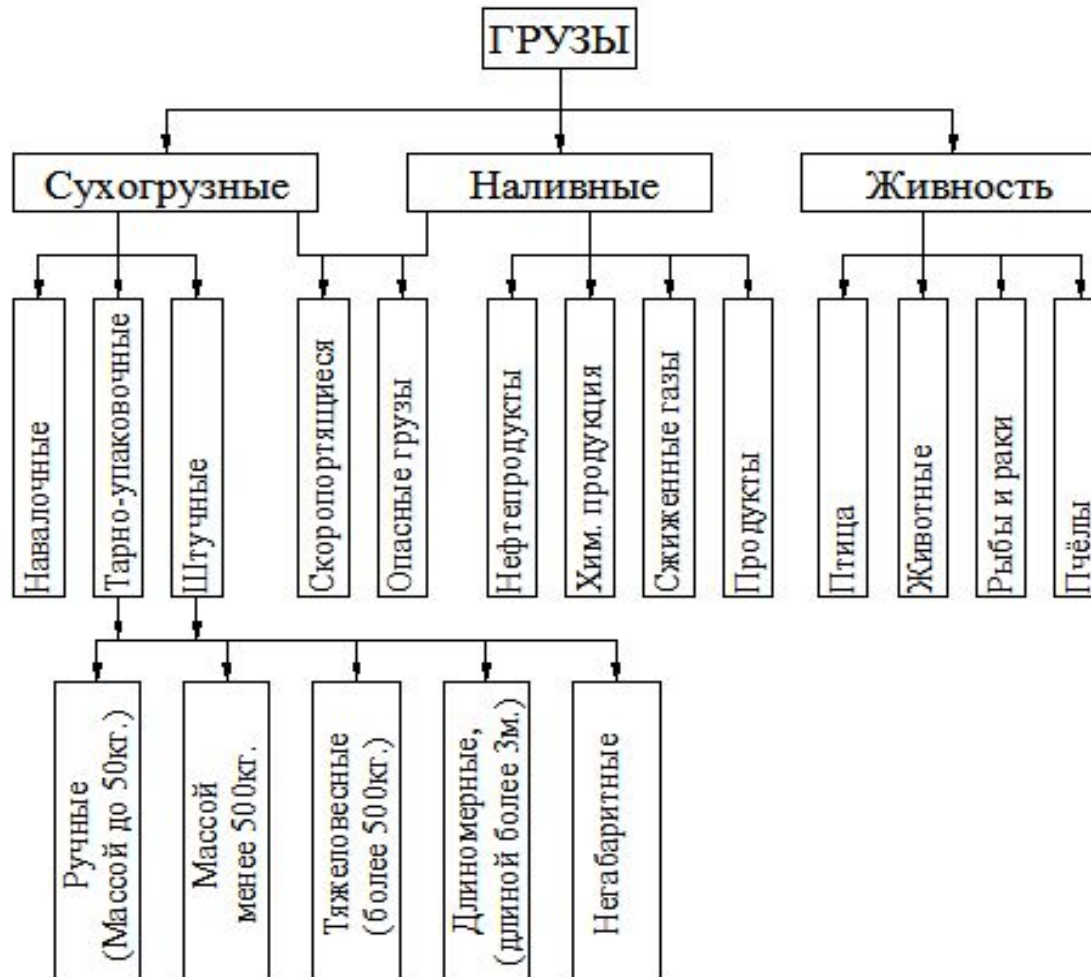 ГРУЗЫ
Сухогрузные
Наливные
Живность
Навалочные
Тарно-упаковочные
Штучные
Скоропортящиеся
Опасные грузы
Нефтепродукты
Хим. продукция
Сжиженные газы
Продукты
Птица
Животные
Рыбы и раки
Пчёлы
Ручные
(Массой до 50кг.)
Массой
менее 500кг.
Тяжеловесные
(более 500кг.)
Длиномерные,
(длиной более 3м.)
Негабаритные